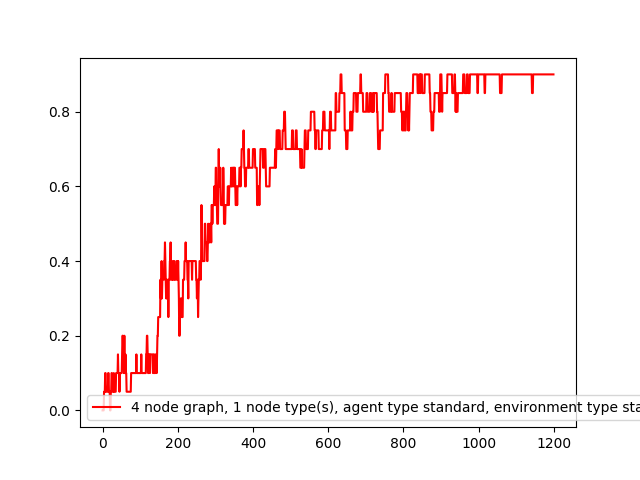 0.8
0.6
0.4
0.2
0.0
4 node graph, 1 node type(s), agent type standard, environment type sta
0 200 400 600 800 1000 1200